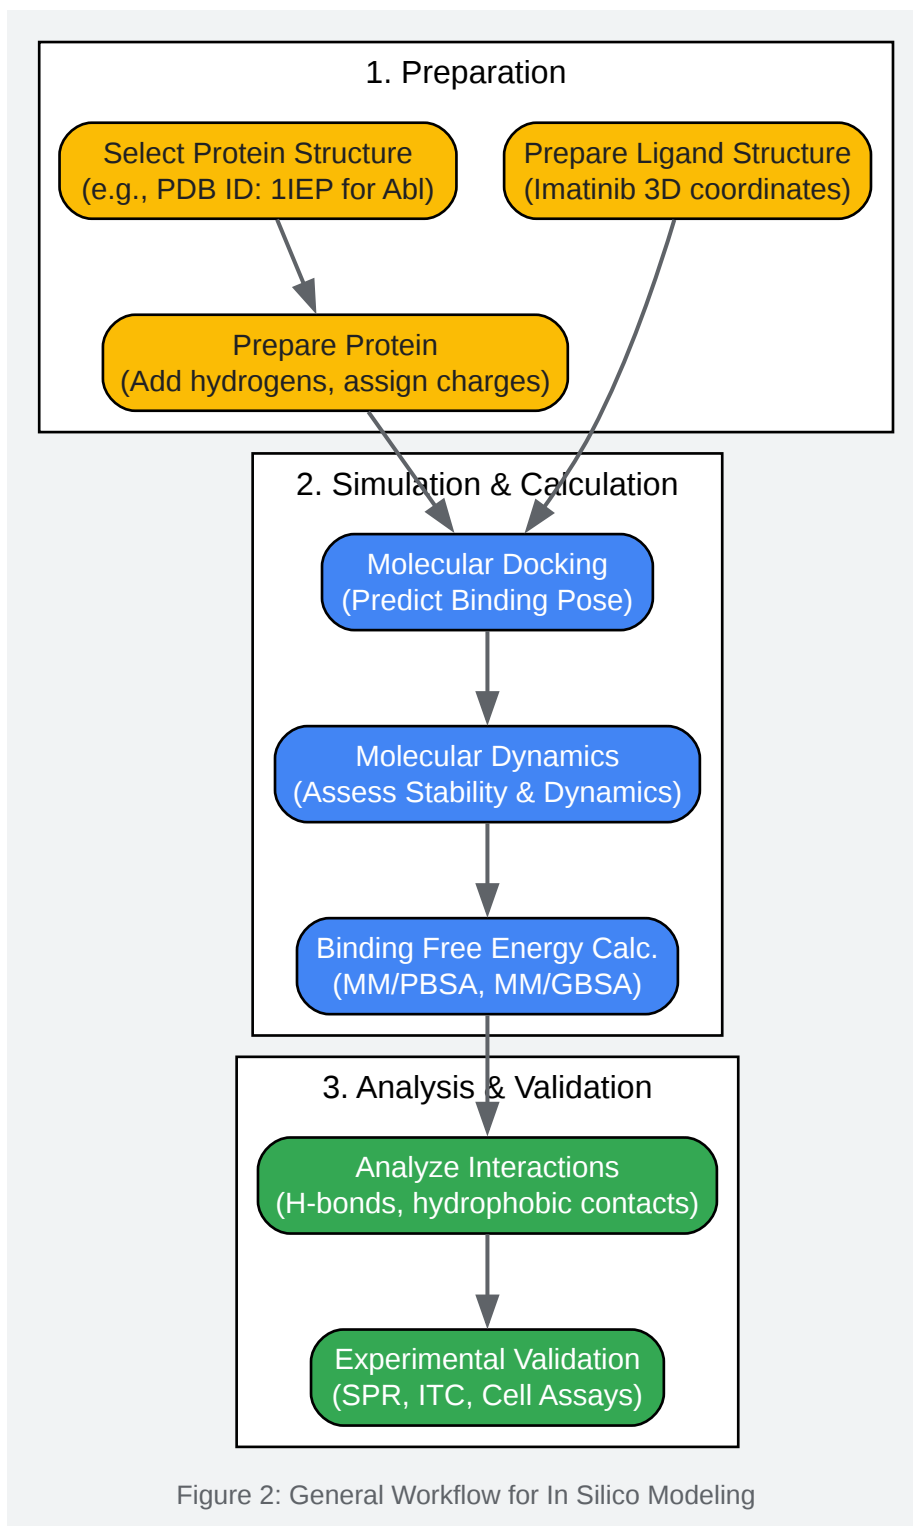 1. Preparation
Select Protein Structure
(e.g., PDB ID: 1IEP for Abl)
Prepare Ligand Structure
(Imatinib 3D coordinates)
Prepare Protein
(Add hydrogens, assign charges)
2. Simulation & Calculation
Molecular Docking
(Predict Binding Pose)
Molecular Dynamics
(Assess Stability & Dynamics)
Binding Free Energy Calc.
(MM/PBSA, MM/GBSA)
3. Analysis & Validation
Analyze Interactions
(H-bonds, hydrophobic contacts)
Experimental Validation
(SPR, ITC, Cell Assays)
Figure 2: General Workflow for In Silico Modeling